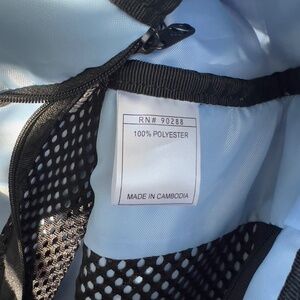 RN# 90288
100% POLYESTER
MADE IN CAMBODIA